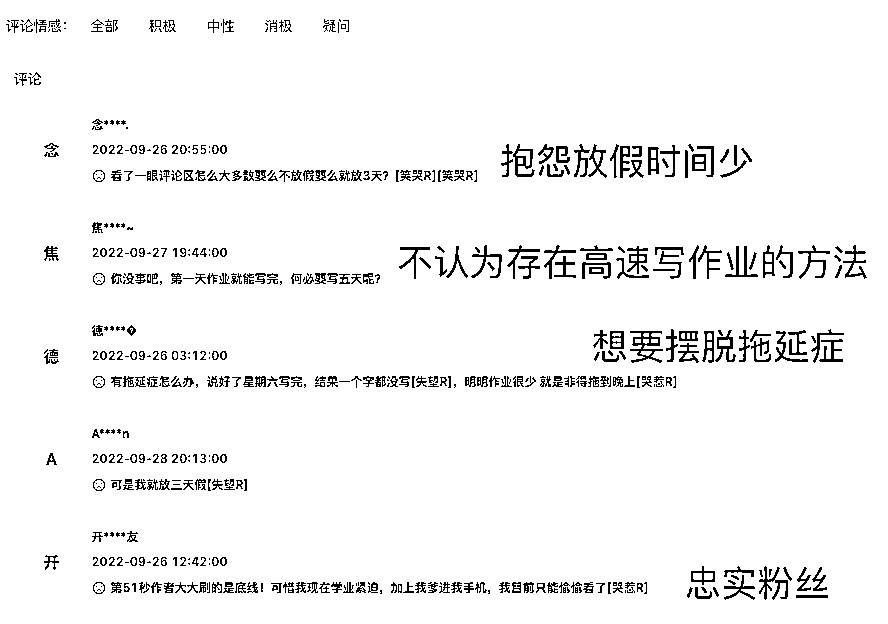 评论情感: 全部 积极 中性 消极 疑问
评论
念****.
念
2022-09-26 20:55:00
看了一眼评论区怎么大多数要么不放假要么就放3天？[笑哭R][笑哭R]
抱怨放假时间少
焦****~
焦
2022-09-27 19:44:00
你没事吧，第一天作业就能写完，何必要写五天呢？
不认为存在高速写作业的方法
德****�
德
2022-09-26 03:12:00
有拖延症怎么办，说好了星期六写完，结果一个字都没写[失望R]，明明作业很少 就是非得拖到晚上[哭惹R]
想要摆脱拖延症
A****n
A
2022-09-28 20:13:00
可是我就放三天假[失望R]
开****友
开
2022-09-26 12:42:00
第51秒作者大大刷的是底线！可惜我现在学业紧迫，加上我爹进我手机，我目前只能偷偷看了[哭惹R]
忠实粉丝